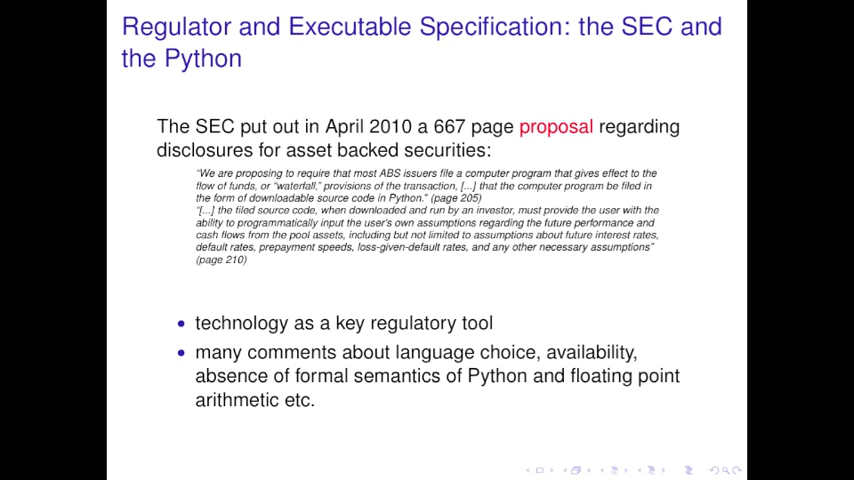 Regulator and Executable Specification: the SEC and
the Python
The SEC put out in April 2010 a 667 page proposal regarding
disclosures for asset backed securities:
“We are proposing to require that most ABS issuers file a computer program that gives effect to the
flow of funds, or “waterfall,” provisions of the transaction, [...] that the computer program be filed in
the form of downloadable source code in Python.” (page 205)
“[...] the filed source code, when downloaded and run by an investor, must provide the user with the
ability to programmatically input the user's own assumptions regarding the future performance and
cash flows from the pool assets, including but not limited to assumptions about future interest rates,
default rates, prepayment speeds, loss-given-default rates, and any other necessary assumptions”
(page 210)
• technology as a key regulatory tool
• many comments about language choice, availability,
absence of formal semantics of Python and floating point
arithmetic etc.